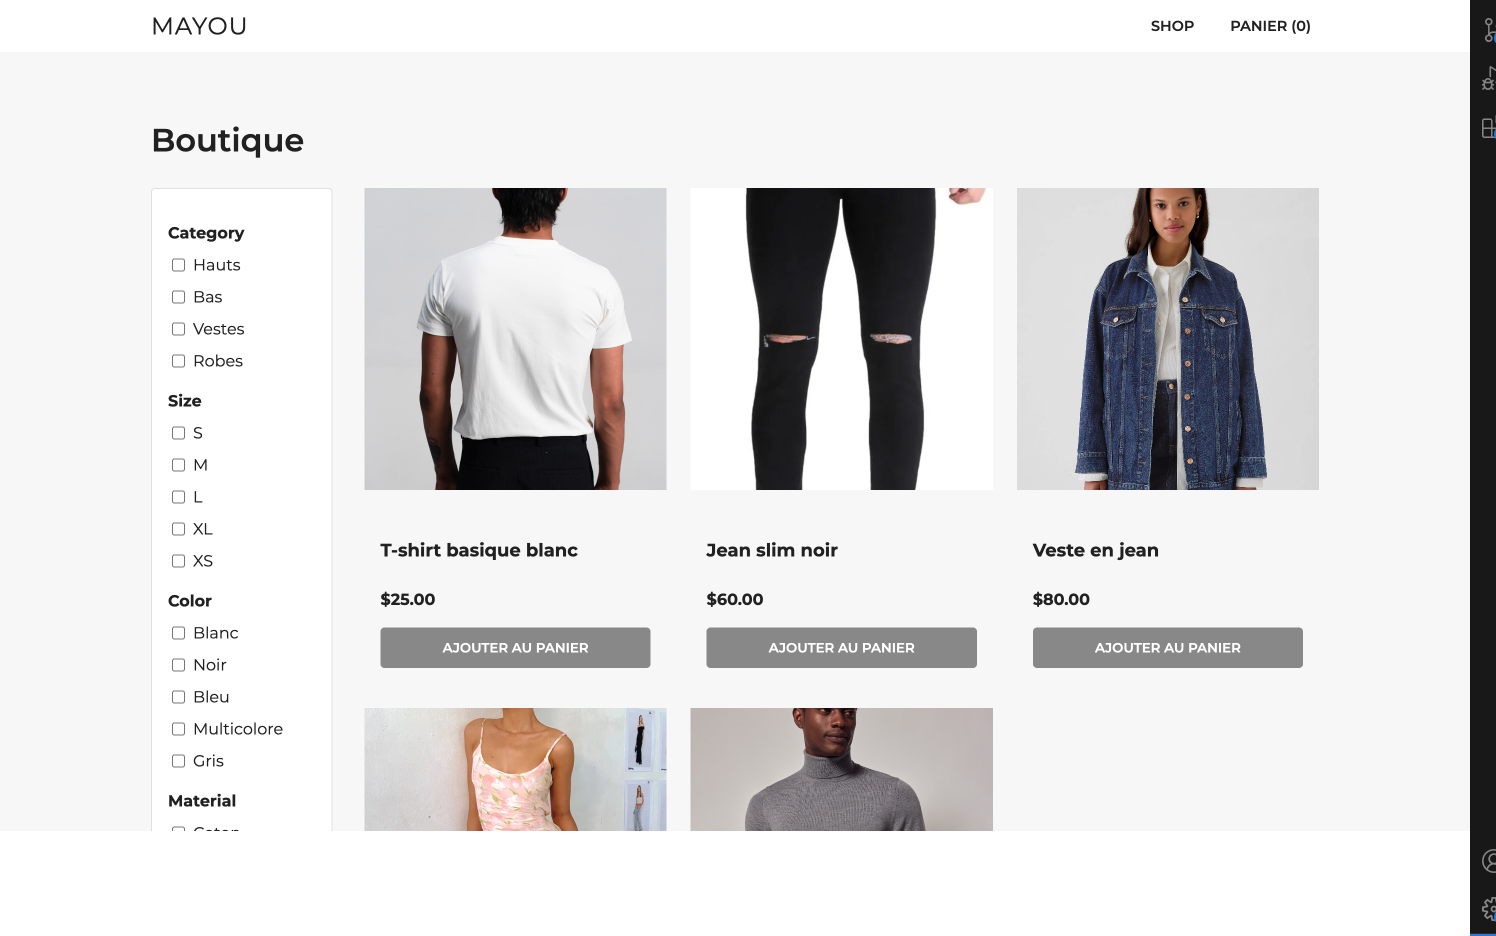 MAYOU
SHOP PANIER (0)
Boutique
Category
Hauts
Bas
Vestes
Robes
Size
S
M
L
XL
XS
Color
Blanc
Noir
Bleu
Multicolore
Gris
Material
T-shirt basique blanc
$25.00
AJOUTER AU PANIER
Jean slim noir
$60.00
AJOUTER AU PANIER
Veste en jean
$80.00
AJOUTER AU PANIER